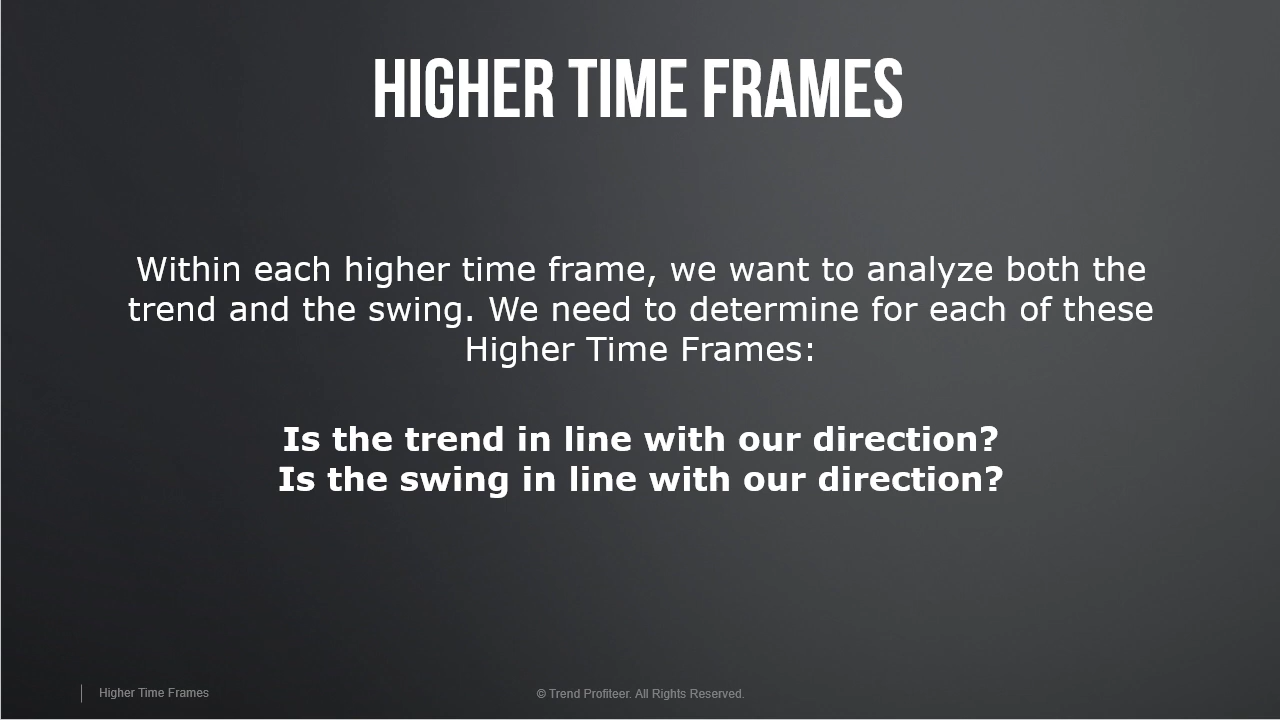 HIGHER TIME FRAMES
Within each higher time frame, we want to analyze both the
trend and the swing. We need to determine for each of these
Higher Time Frames:
Is the trend in line with our direction?
Is the swing in line with our direction?
Higher Time Frames
© Trend Profiteer. All Rights Reserved.